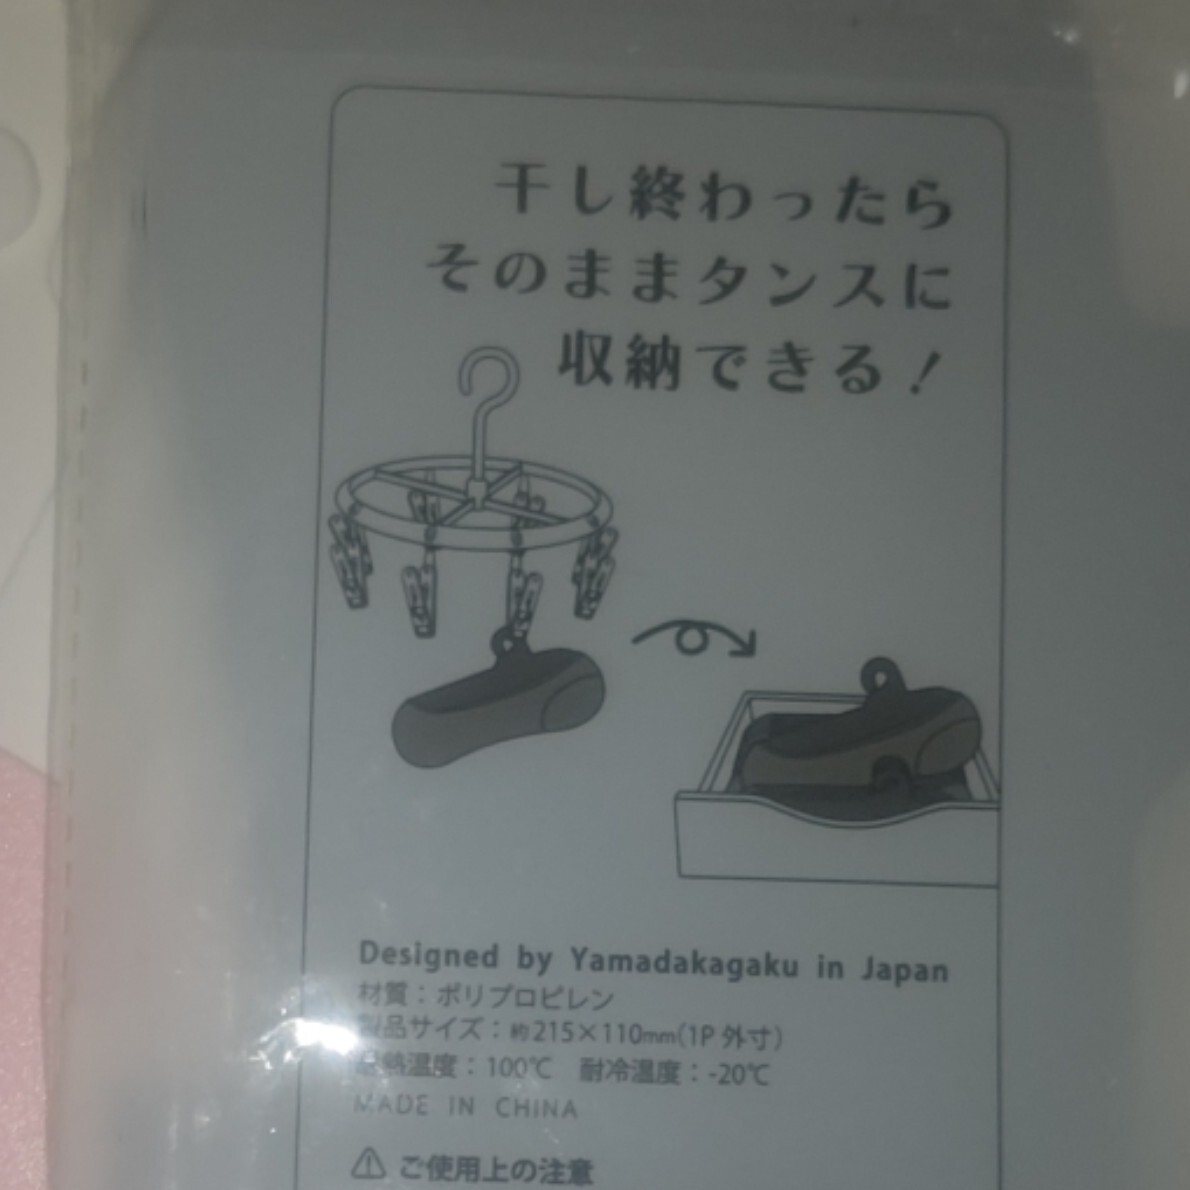 干し終わったら
そのままタンスに
収納できる！
Designed by Yamadakagaku in Japan
材質：ポリプロピレン
製品サイズ：約215×110mm(1P 外寸)
耐熱温度：100℃ 耐冷温度：-20℃
MADE IN CHINA
⚠ ご使用上の注意